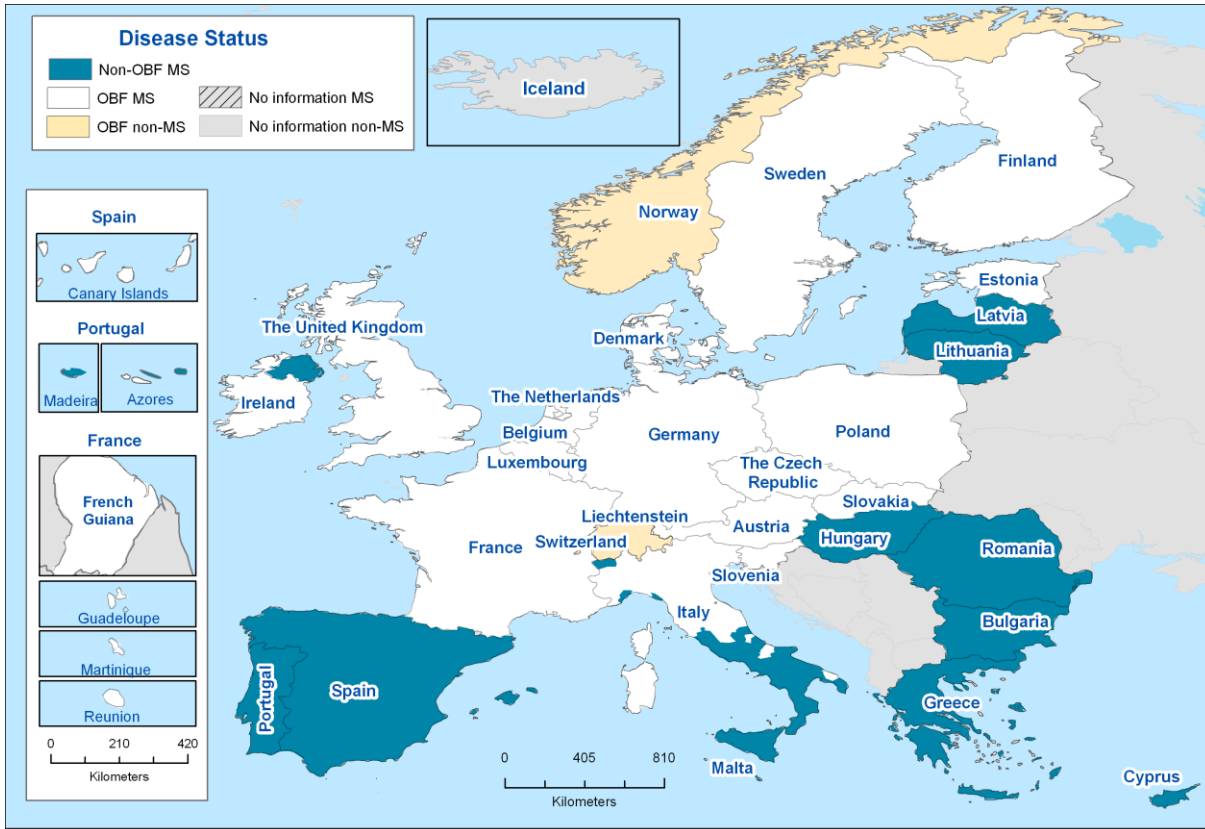 Disease Status
Non-OBF MS
OBF MS
No information MS
OBF non-MS
No information non-MS
Iceland
Spain
Canary Islands
Portugal
Madeira
Azores
France
French
Guiana
Guadeloupe
Martinique
Reunion
0 210 420
Kilometers
Finland
Sweden
Norway
Estonia
Latvia
Lithuania
The United Kingdom
Denmark
Ireland
The Netherlands
Belgium
Luxembourg
Germany
Poland
The Czech
Republic
Slovakia
Liechtenstein
Austria
France
Switzerland
Hungary
Romania
Slovenia
Italy
Bulgaria
Portugal
Spain
Greece
Malta
Cyprus
0 405 810
Kilometers